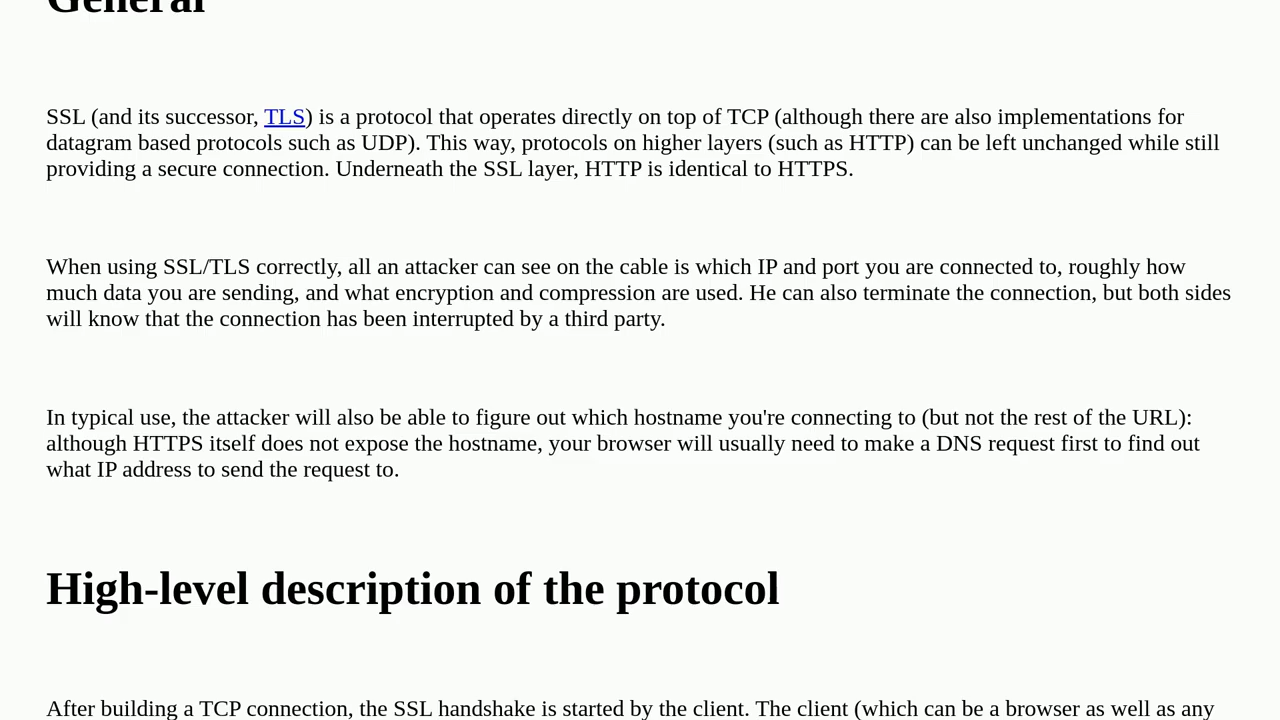 General
SSL (and its successor, TLS) is a protocol that operates directly on top of TCP (although there are also implementations for
datagram based protocols such as UDP). This way, protocols on higher layers (such as HTTP) can be left unchanged while still
providing a secure connection. Underneath the SSL layer, HTTP is identical to HTTPS.
When using SSL/TLS correctly, all an attacker can see on the cable is which IP and port you are connected to, roughly how
much data you are sending, and what encryption and compression are used. He can also terminate the connection, but both sides
will know that the connection has been interrupted by a third party.
In typical use, the attacker will also be able to figure out which hostname you're connecting to (but not the rest of the URL):
although HTTPS itself does not expose the hostname, your browser will usually need to make a DNS request first to find out
what IP address to send the request to.
High-level description of the protocol
After building a TCP connection, the SSL handshake is started by the client. The client (which can be a browser as well as any